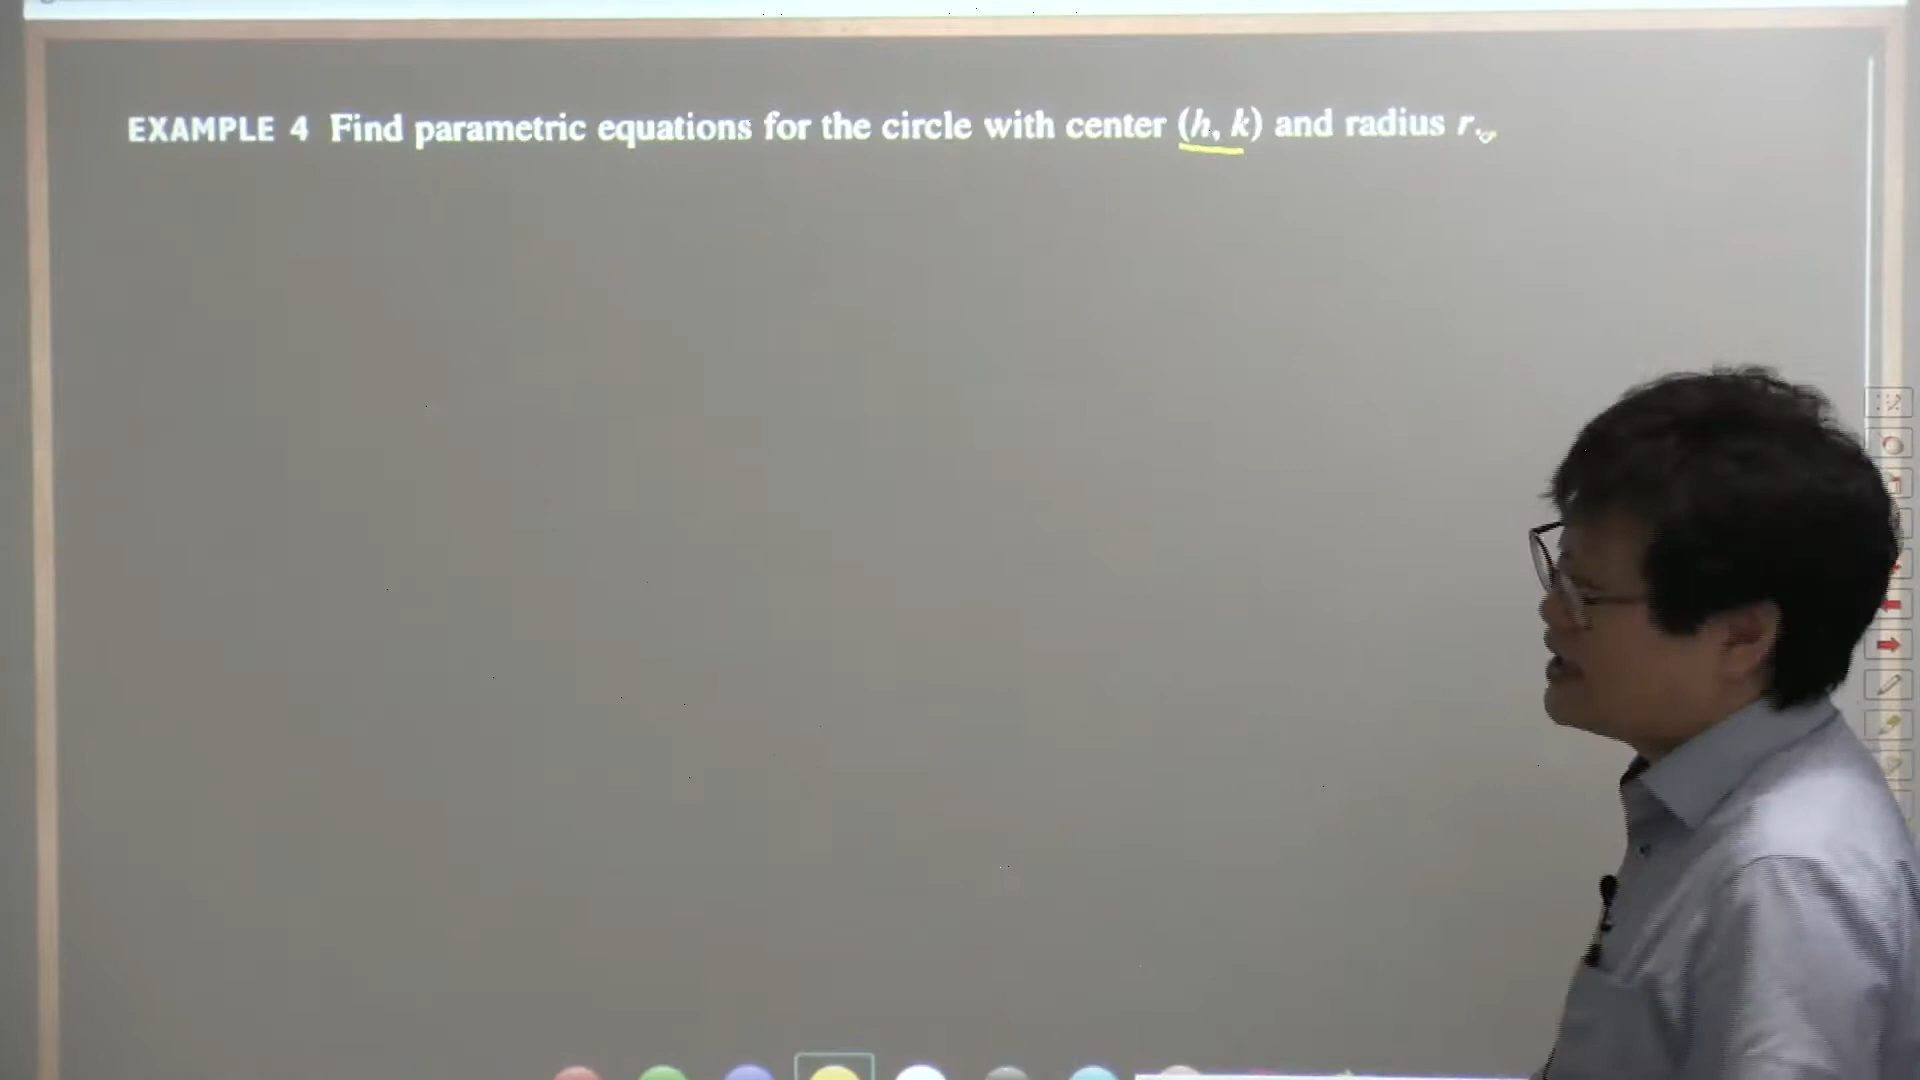 EXAMPLE 4 Find parametric equations for the circle with center (h, k) and radius r.